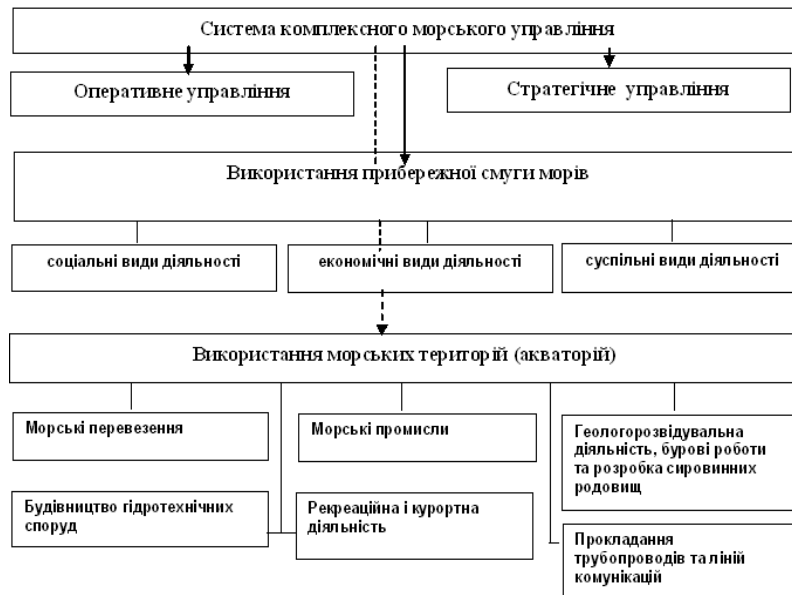 Система комплексного морського управління
Оперативне управління
Стратегічне управління
Використання прибережної смуги морів
соціальні види діяльності
економічні види діяльності
суспільні види діяльності
Використання морських територій (акваторій)
Морські перевезення
Морські промисли
Геологорозвідувальна
діяльність, бурові роботи
та розробка сировинних
родовищ
Будівництво гідротехнічних
споруд
Рекреаційна і курортна
діяльність
Прокладання
трубопроводів та ліній
комунікацій